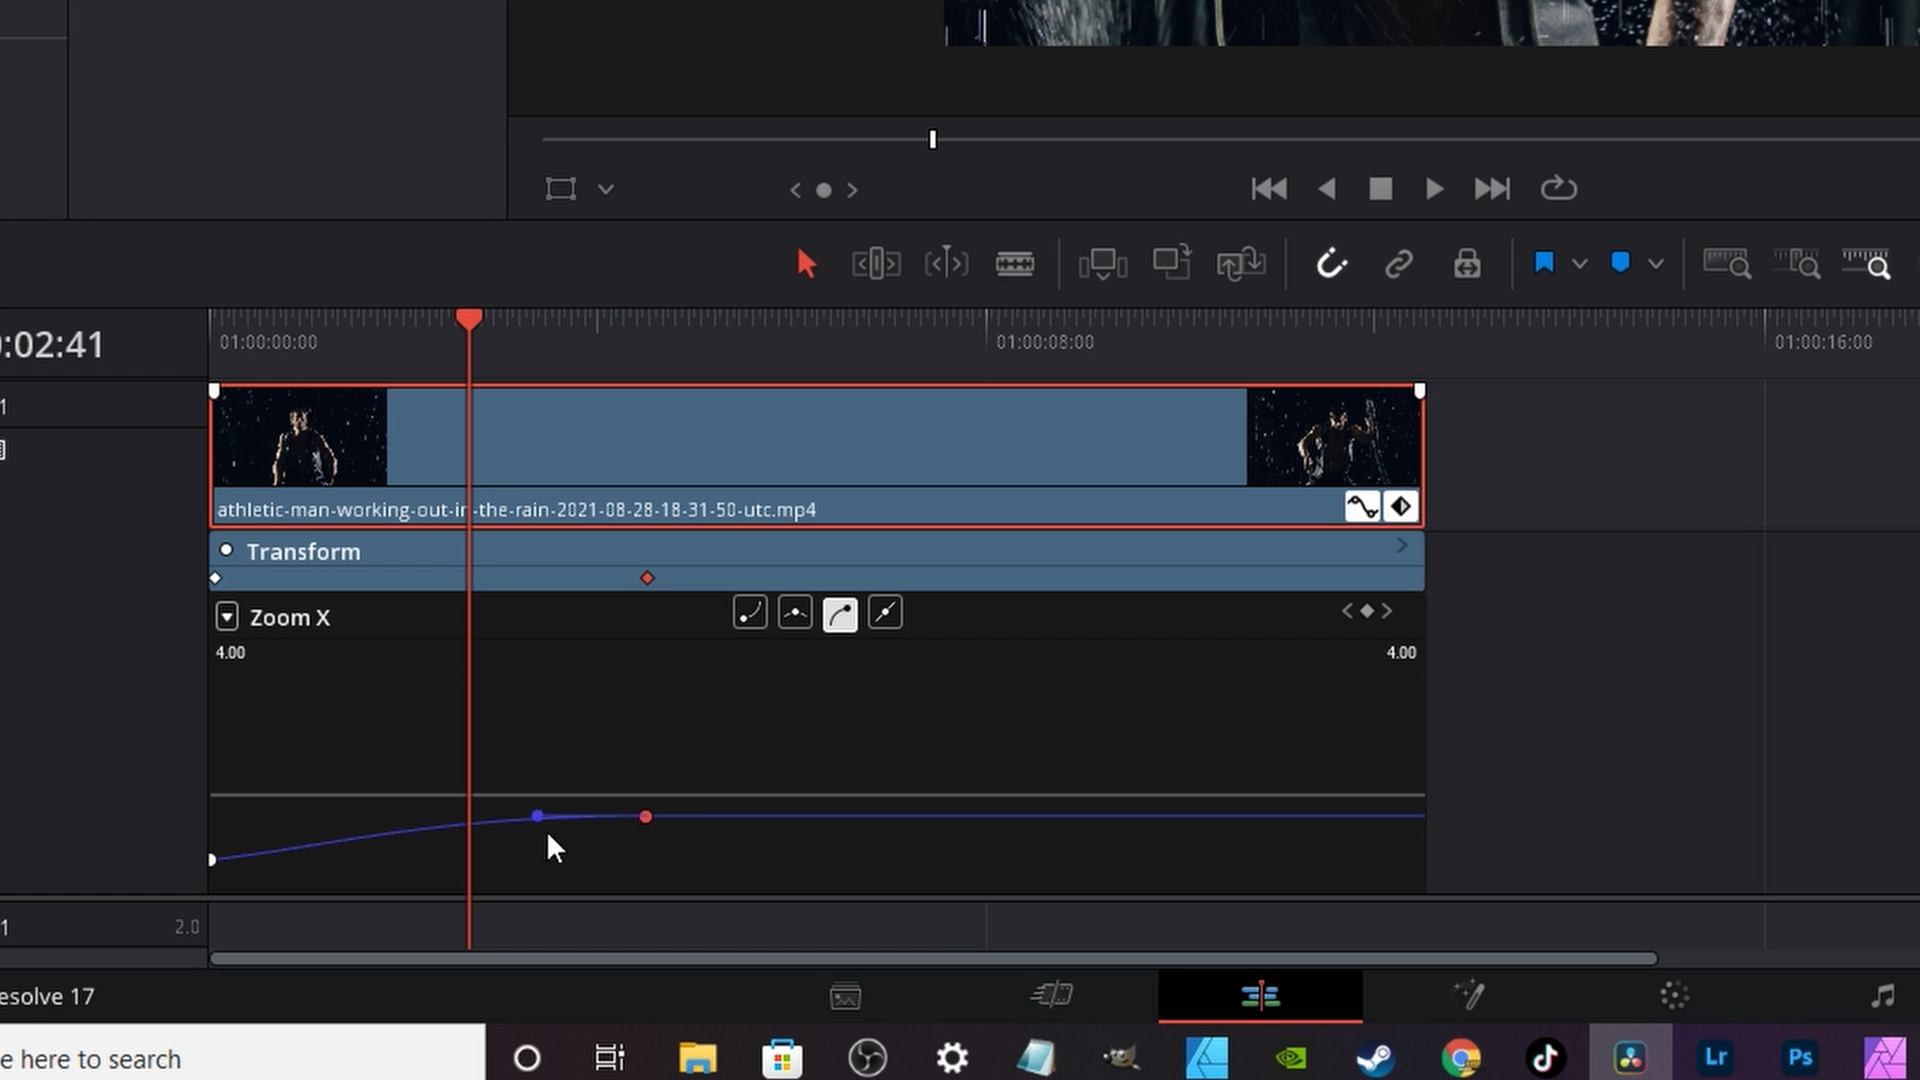 0:02:41
01:00:00:00
01:00:08:00
01:00:16:00
1
athletic-man-working-out-in-the-rain-2021-08-28-18-31-50-utc.mp4
Transform
Zoom X
4.00
4.00
1
2.0
esolve 17
e here to search
Lr
Ps